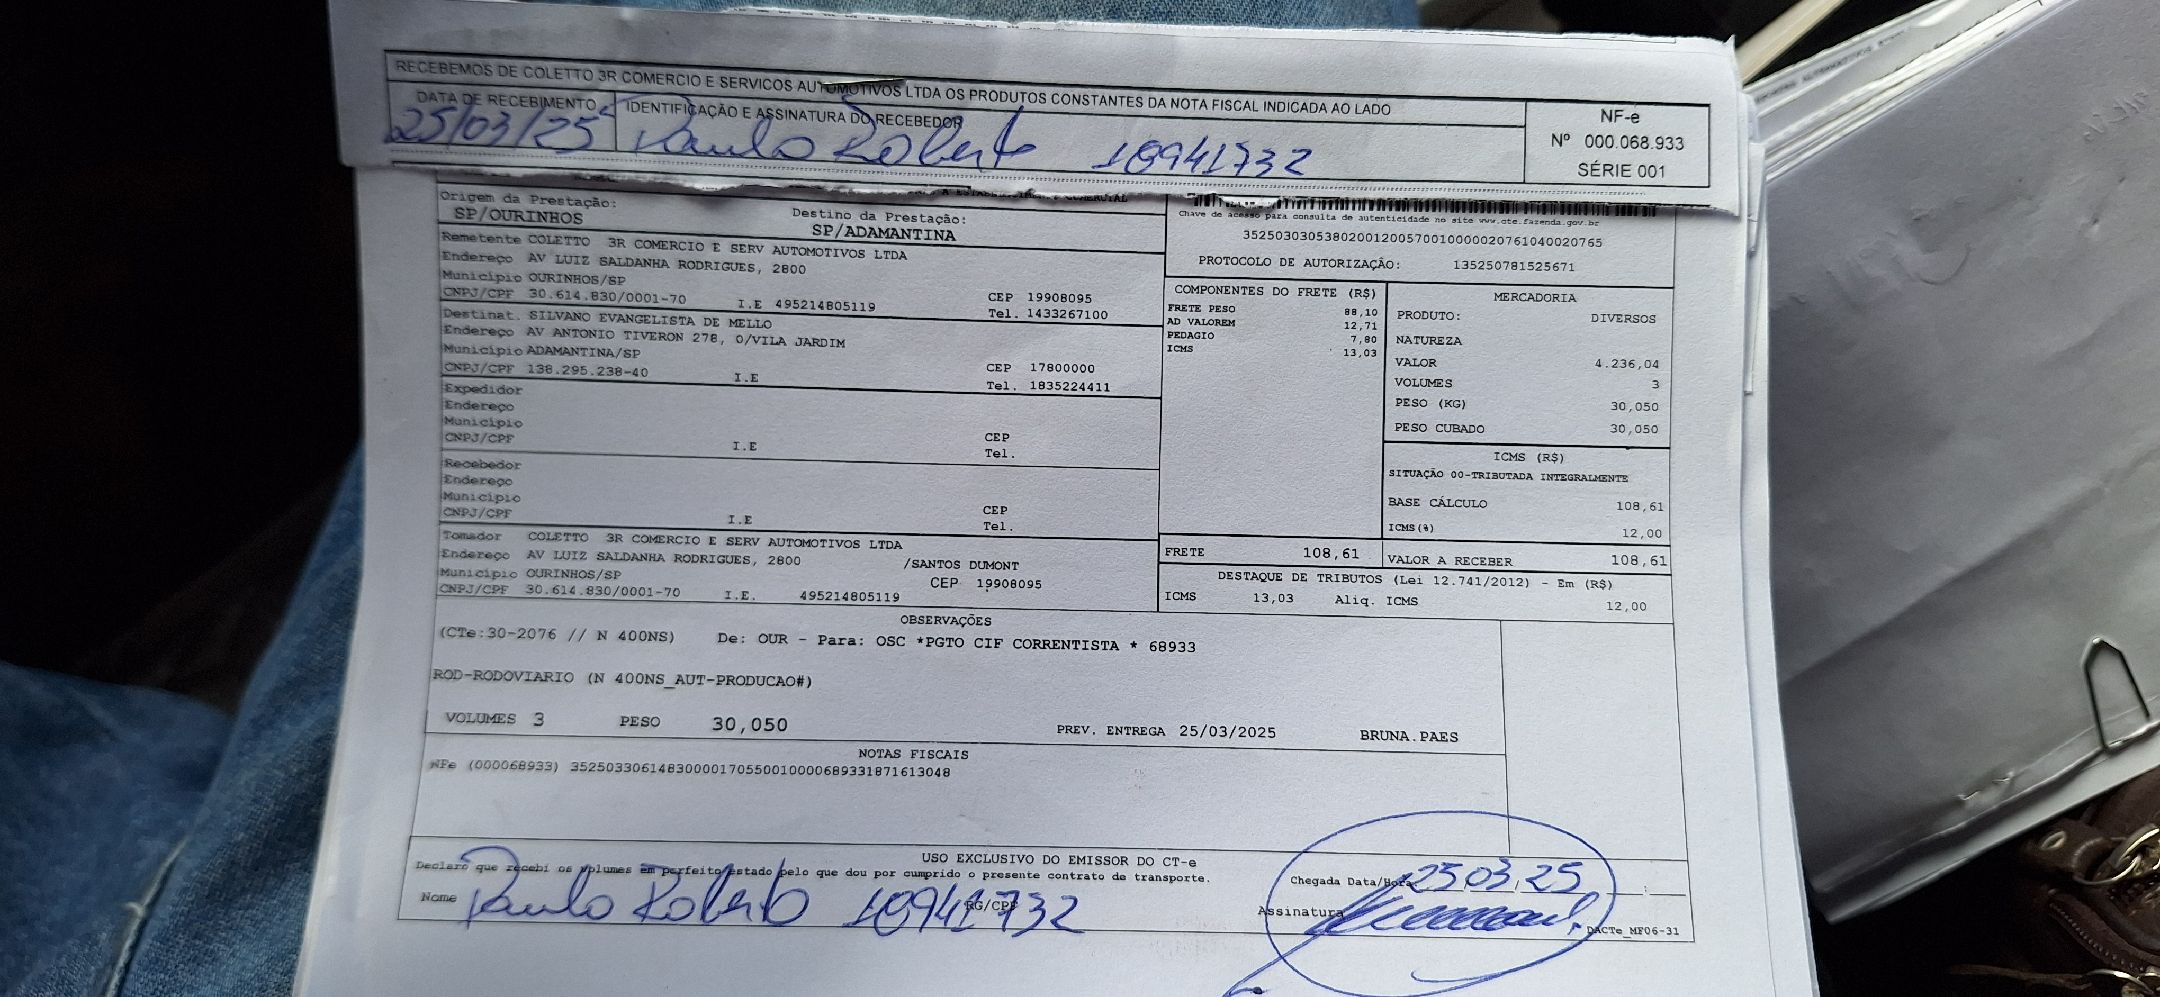 RECEBEMOS DE COLETTO 3R COMERCIO E SERVICOS AUTOMOTIVOS LTDA OS PRODUTOS CONSTANTES DA NOTA FISCAL INDICADA AO LADO
DATA DE RECEBIMENTO
25/03/25
IDENTIFICAÇÃO E ASSINATURA DO RECEBEDOR
Paulo Roberto 18941732
NF-e
Nº 000.068.933
SÉRIE 001
Origem da Prestação:
SP/OURINHOS
Destino da Prestação:
SP/ADAMANTINA
Chave de acesso para consulta de autenticidade no site www.cte.fazenda.gov.br
35250303053802001200570010000020761040020765
PROTOCOLO DE AUTORIZAÇÃO: 135250781525671
Remetente COLETTO 3R COMERCIO E SERV AUTOMOTIVOS LTDA
Endereço AV LUIZ SALDANHA RODRIGUES, 2800
Município OURINHOS/SP
CEP 19908095
CNPJ/CPF 30.614.830/0001-70 I.E 495214805119 Tel. 1433267100
Destinat. SILVANO EVANGELISTA DE MELLO
Endereço AV ANTONIO TIVERON 278, 0/VILA JARDIM
Município ADAMANTINA/SP
CEP 17800000
CNPJ/CPF 138.295.238-40 I.E Tel. 1835224411
Expedidor
Endereço
Município
CEP
CNPJ/CPF I.E Tel.
Recebedor
Endereço
Município
CEP
CNPJ/CPF I.E Tel.
Tomador COLETTO 3R COMERCIO E SERV AUTOMOTIVOS LTDA
Endereço AV LUIZ SALDANHA RODRIGUES, 2800 /SANTOS DUMONT
Município OURINHOS/SP CEP 19908095
CNPJ/CPF 30.614.830/0001-70 I.E. 495214805119
COMPONENTES DO FRETE (R$)
FRETE PESO 88,10
AD VALOREM 12,71
PEDAGIO 7,80
ICMS 13,03
FRETE 108,61
MERCADORIA
PRODUTO: DIVERSOS
NATUREZA
VALOR 4.236,04
VOLUMES 3
PESO (KG) 30,050
PESO CUBADO 30,050
ICMS (R$)
SITUAÇÃO 00-TRIBUTADA INTEGRALMENTE
BASE CÁLCULO 108,61
ICMS(%) 12,00
VALOR A RECEBER 108,61
DESTAQUE DE TRIBUTOS (Lei 12.741/2012) - Em (R$)
ICMS 13,03 Aliq. ICMS 12,00
OBSERVAÇÕES
(CTe:30-2076 // N 400NS) De: OUR - Para: OSC *PGTO CIF CORRENTISTA * 68933
ROD-RODOVIARIO (N 400NS_AUT-PRODUCAO#)
VOLUMES 3 PESO 30,050 PREV. ENTREGA 25/03/2025 BRUNA.PAES
NOTAS FISCAIS
NFe (000068933) 35250330614830000170550010000689331871613048
USO EXCLUSIVO DO EMISSOR DO CT-e
Declaro que recebi os volumes em perfeito estado pelo que dou por cumprido o presente contrato de transporte.
Nome Paulo Roberto RG/CPF 18941732
Chegada Data/Hora 25 03 25
Assinatura
DACTe_MF06-31